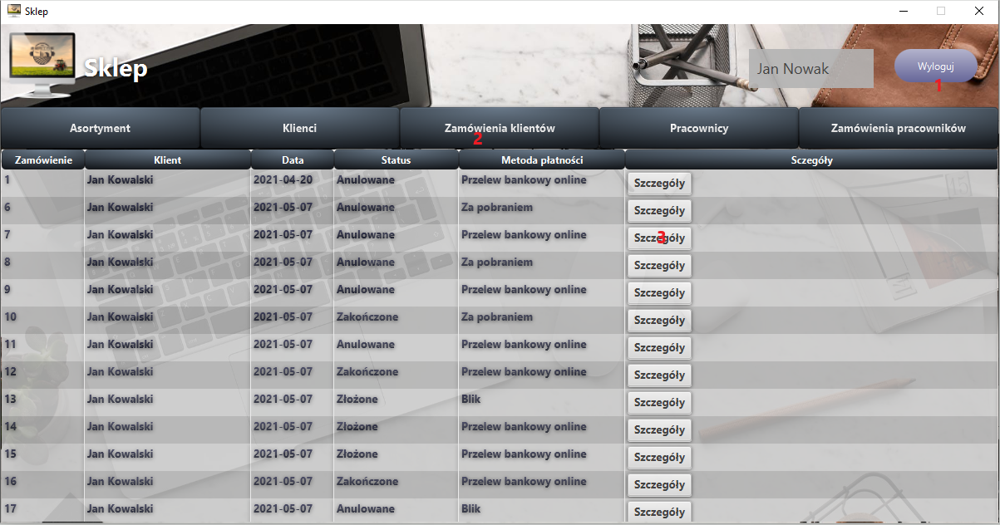 Sklep
Sklep
Jan Nowak
Wyloguj
1
Asortyment Klienci Zamówienia klientów Pracownicy Zamówienia pracowników
2
Zamówienie Klient Data Status Metoda płatności Sczegóły
1 Jan Kowalski 2021-04-20 Anulowane Przelew bankowy online Szczegóły
6 Jan Kowalski 2021-05-07 Anulowane Za pobraniem Szczegóły
7 Jan Kowalski 2021-05-07 Anulowane Przelew bankowy online Szczegóły
3
8 Jan Kowalski 2021-05-07 Anulowane Za pobraniem Szczegóły
9 Jan Kowalski 2021-05-07 Anulowane Przelew bankowy online Szczegóły
10 Jan Kowalski 2021-05-07 Zakończone Za pobraniem Szczegóły
11 Jan Kowalski 2021-05-07 Anulowane Przelew bankowy online Szczegóły
12 Jan Kowalski 2021-05-07 Zakończone Przelew bankowy online Szczegóły
13 Jan Kowalski 2021-05-07 Złożone Blik Szczegóły
14 Jan Kowalski 2021-05-07 Złożone Przelew bankowy online Szczegóły
15 Jan Kowalski 2021-05-07 Złożone Przelew bankowy online Szczegóły
16 Jan Kowalski 2021-05-07 Zakończone Przelew bankowy online Szczegóły
17 Jan Kowalski 2021-05-07 Anulowane Blik Szczegóły